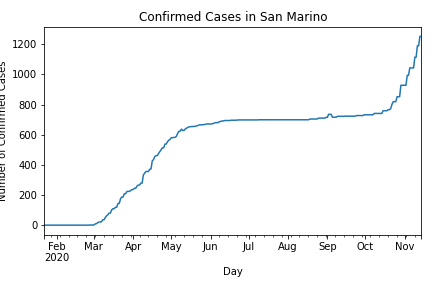 Confirmed Cases in San Marino
Number of Confirmed Cases
1200
1000
800
600
400
200
0
Feb Mar Apr May Jun Jul Aug Sep Oct Nov
2020
Day